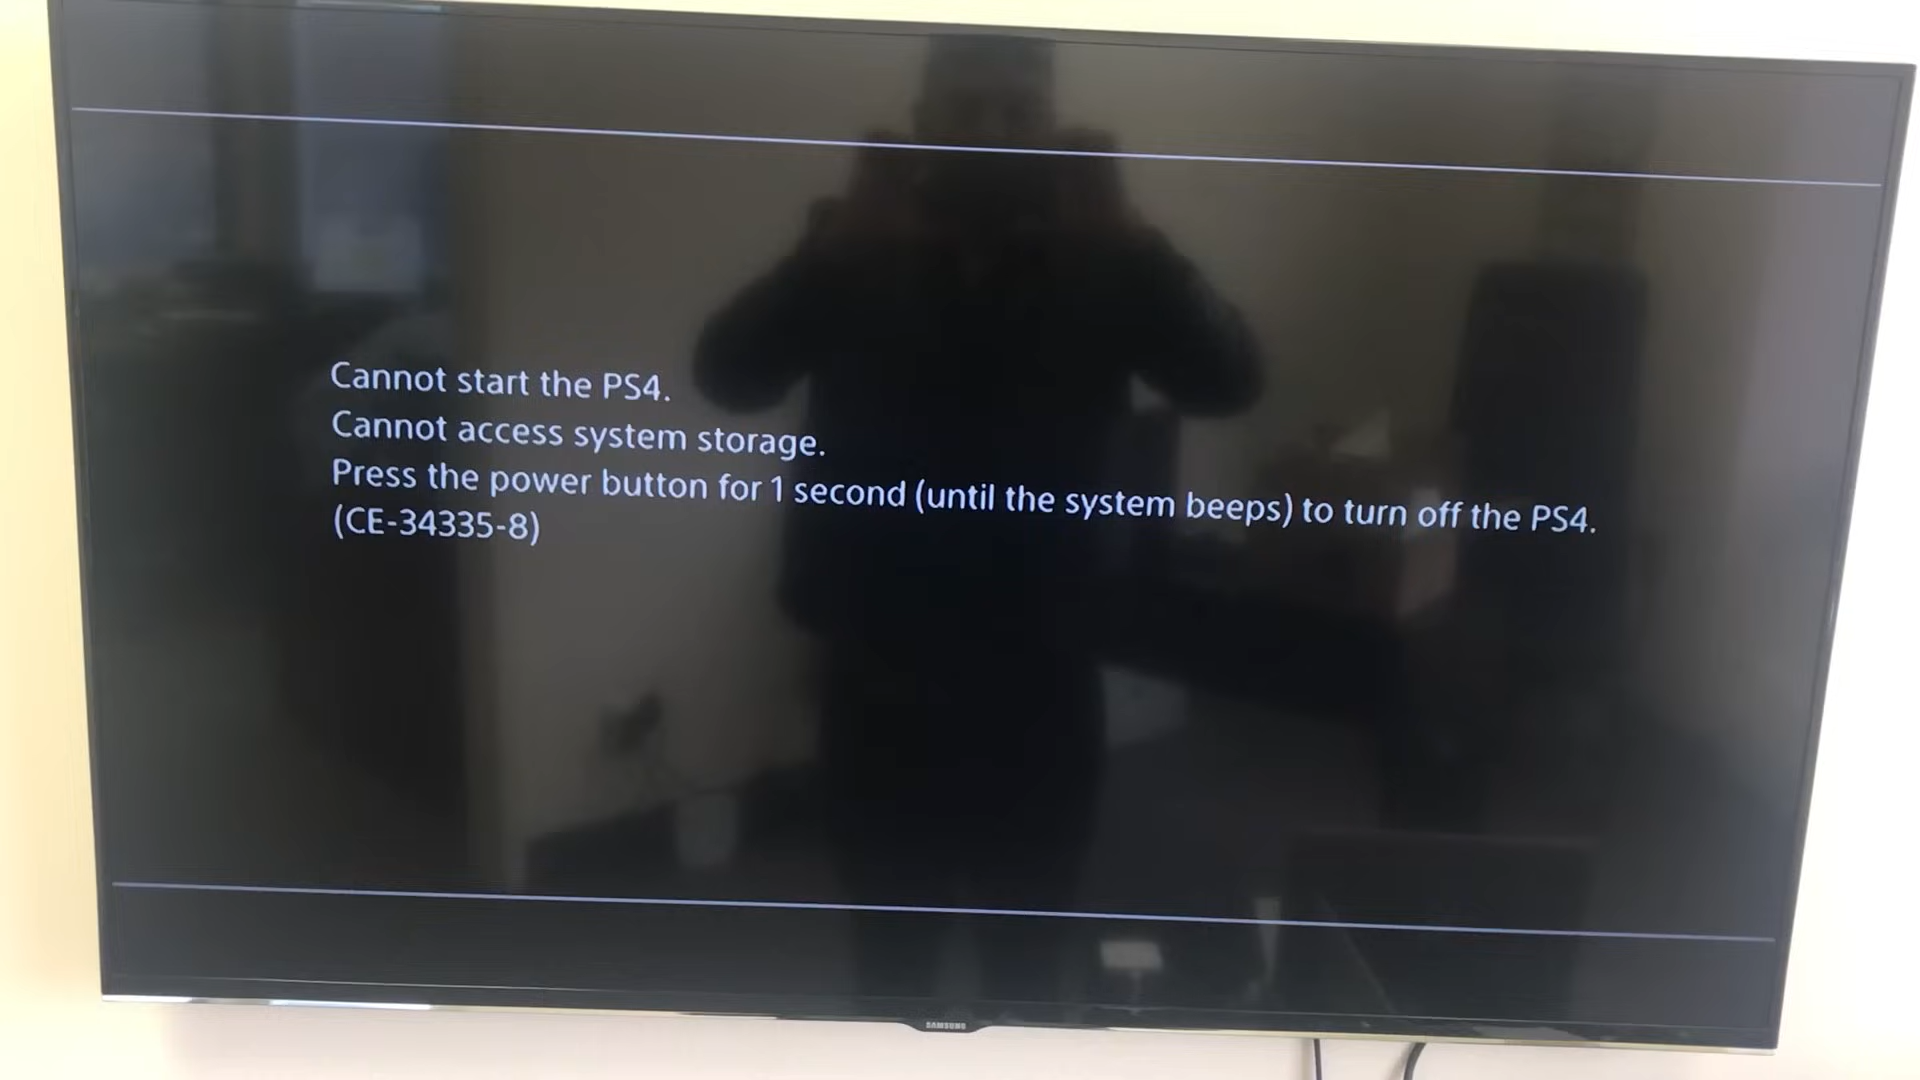 Cannot start the PS4.
Cannot access system storage.
Press the power button for 1 second (until the system beeps) to turn off the PS4.
(CE-34335-8)
SAMSUNG